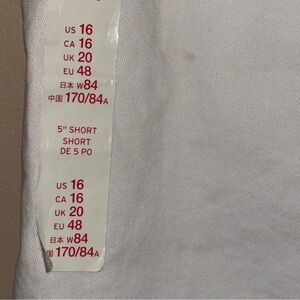 US 16
CA 16
UK 20
EU 48
日本 W84
中国 170/84A
5" SHORT
SHORT
DE 5 PO
US 16
CA 16
UK 20
EU 48
日本 W84
国 170/84A